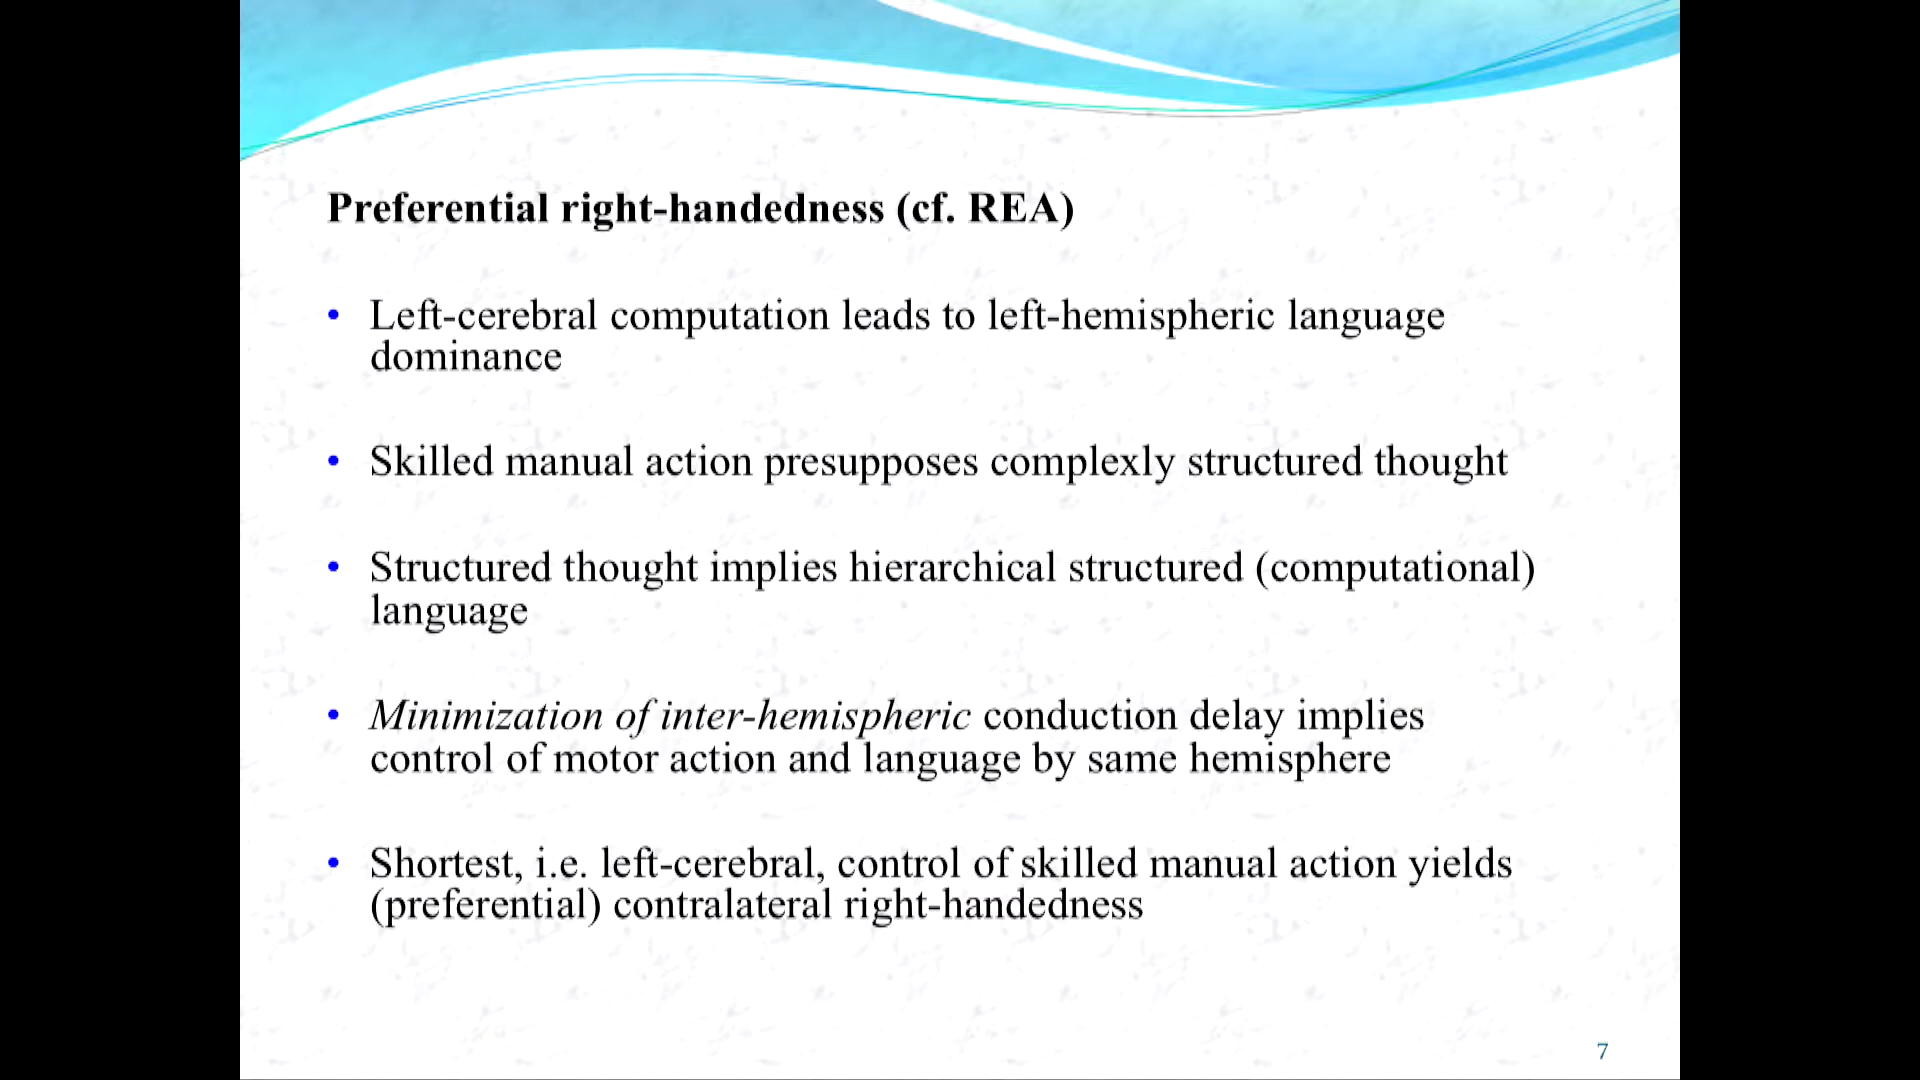 Preferential right-handedness (cf. REA)
• Left-cerebral computation leads to left-hemispheric language
dominance
• Skilled manual action presupposes complexly structured thought
• Structured thought implies hierarchical structured (computational)
language
• Minimization of inter-hemispheric conduction delay implies
control of motor action and language by same hemisphere
• Shortest, i.e. left-cerebral, control of skilled manual action yields
(preferential) contralateral right-handedness
7